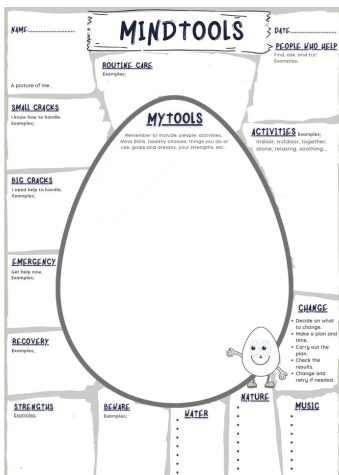 MINDTOOLS
NAME
DATE
PEOPLE WHO HELP
Find, ask, and try!
Examples;
ROUTINE CARE
Examples;
A picture of me .
SMALL CRACKS
I know how to handle.
Examples;
MYTOOLS
Remember to include: people, activities,
Mind Skills, healthy choices, things you do or
use, goals and dreams, your strengths, etc.
ACTIVITIES Examples;
Indoor, outdoor, together,
alone, relaxing, soothing...
BIG CRACKS
I need help to handle.
Examples;
EMERGENCY
Get help now.
Examples;
CHANGE
• Decide on what
to change.
• Make a plan and
time.
• Carry out the
plan.
• Check the
results.
• Change and
retry if needed.
RECOVERY
Examples;
STRENGTHS
Examples;
BEWARE
Examples;
WATER
NATURE
MUSIC